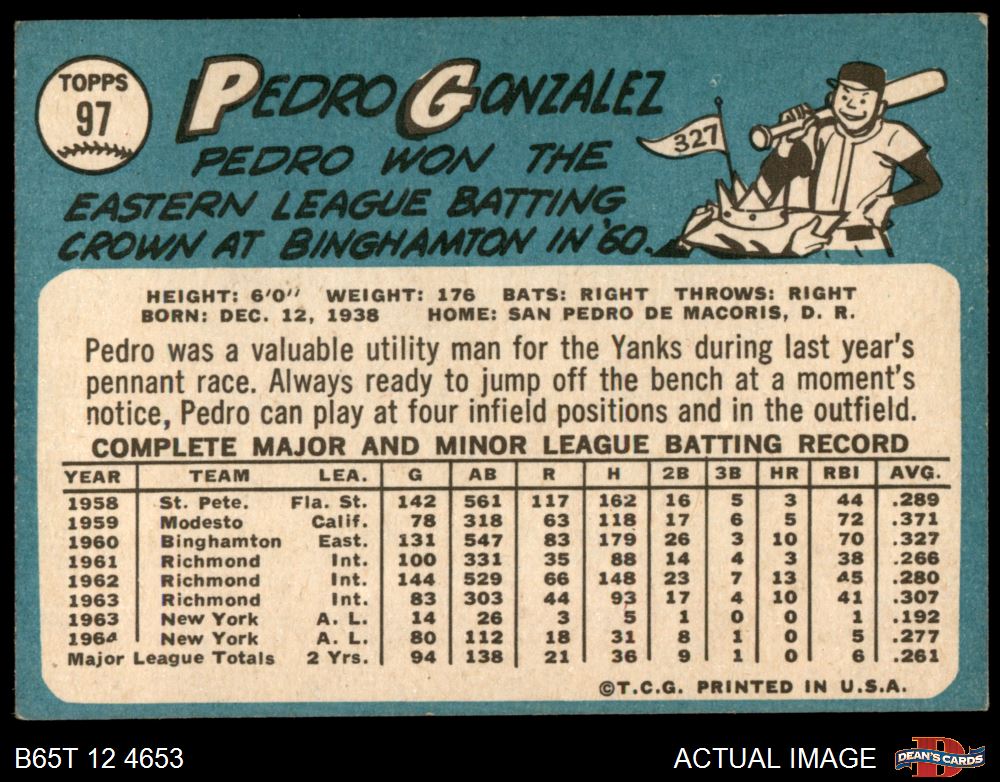 TOPPS
97
PEDRO GONZALEZ
327
PEDRO WON THE
EASTERN LEAGUE BATTING
CROWN AT BINGHAMTON IN '60.
HEIGHT: 6'0" WEIGHT: 176 BATS: RIGHT THROWS: RIGHT
BORN: DEC. 12, 1938 HOME: SAN PEDRO DE MACORIS, D. R.
Pedro was a valuable utility man for the Yanks during last year's
pennant race. Always ready to jump off the bench at a moment's
notice, Pedro can play at four infield positions and in the outfield.
COMPLETE MAJOR AND MINOR LEAGUE BATTING RECORD
YEAR TEAM LEA. G AB R H 2B 3B HR RBI AVG.
1958 St. Pete. Fla. St. 142 561 117 162 16 5 3 44 .289
1959 Modesto Calif. 78 318 63 118 17 6 5 72 .371
1960 Binghamton East. 131 547 83 179 26 3 10 70 .327
1961 Richmond Int. 100 331 35 88 14 4 3 38 .266
1962 Richmond Int. 144 529 66 148 23 7 13 45 .280
1963 Richmond Int. 83 303 44 93 17 4 10 41 .307
1963 New York A. L. 14 26 3 5 1 0 0 1 .192
1964 New York A. L. 80 112 18 31 8 1 0 5 .277
Major League Totals 2 Yrs. 94 138 21 36 9 1 0 6 .261
©T.C.G. PRINTED IN U.S.A.
B65T 12 4653
ACTUAL IMAGE
D
DEAN'S CARDS